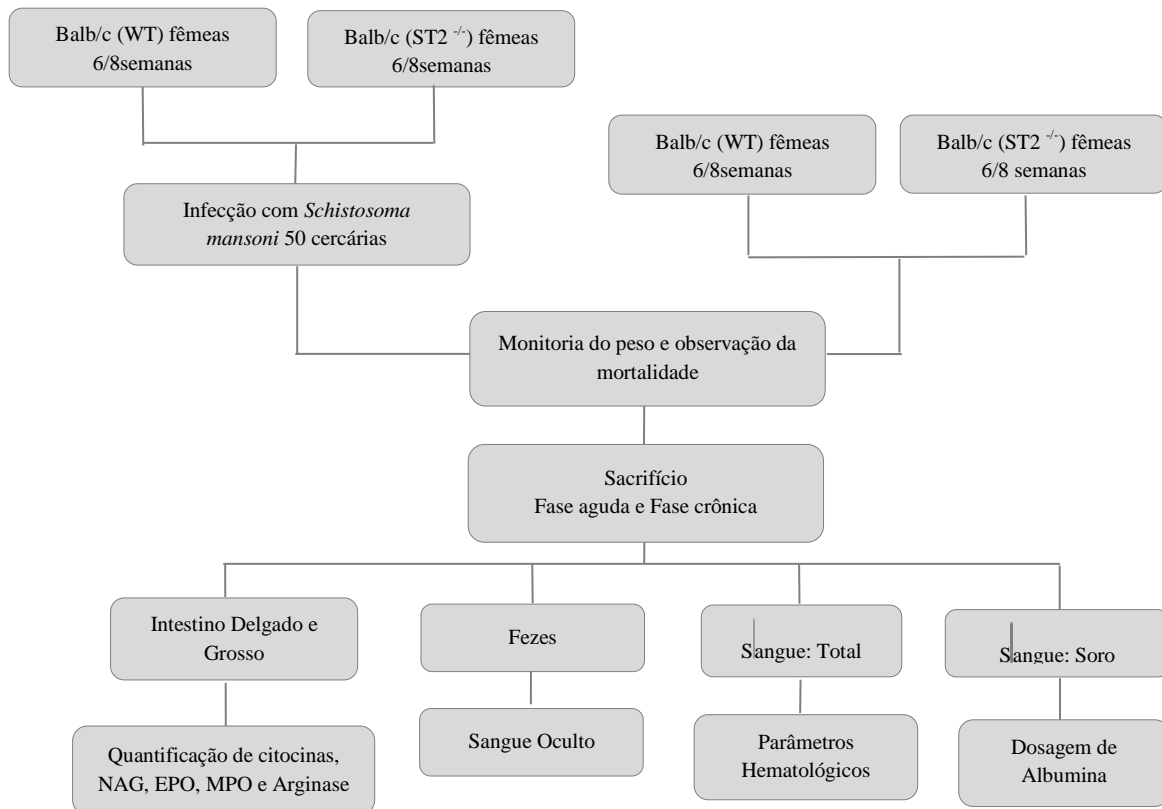 Balb/c (WT) fêmeas
6/8semanas
Balb/c (ST2 -/-) fêmeas
6/8semanas
Balb/c (WT) fêmeas
6/8semanas
Balb/c (ST2 -/-) fêmeas
6/8 semanas
Infecção com Schistosoma
mansoni 50 cercárias
Monitoria do peso e observação da
mortalidade
Sacrifício
Fase aguda e Fase crônica
Intestino Delgado e
Grosso
Fezes
Sangue: Total
Sangue: Soro
Quantificação de citocinas,
NAG, EPO, MPO e Arginase
Sangue Oculto
Parâmetros
Hematológicos
Dosagem de
Albumina